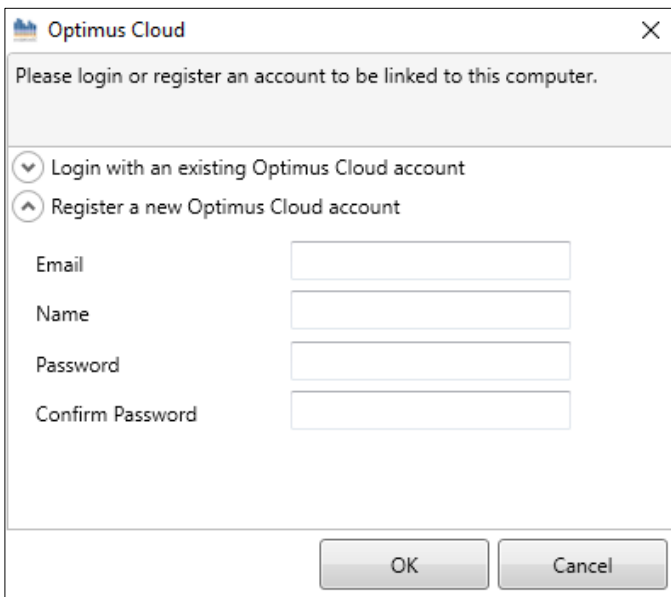 Optimus Cloud
Please login or register an account to be linked to this computer.
Login with an existing Optimus Cloud account
Register a new Optimus Cloud account
Email
Name
Password
Confirm Password
OK Cancel